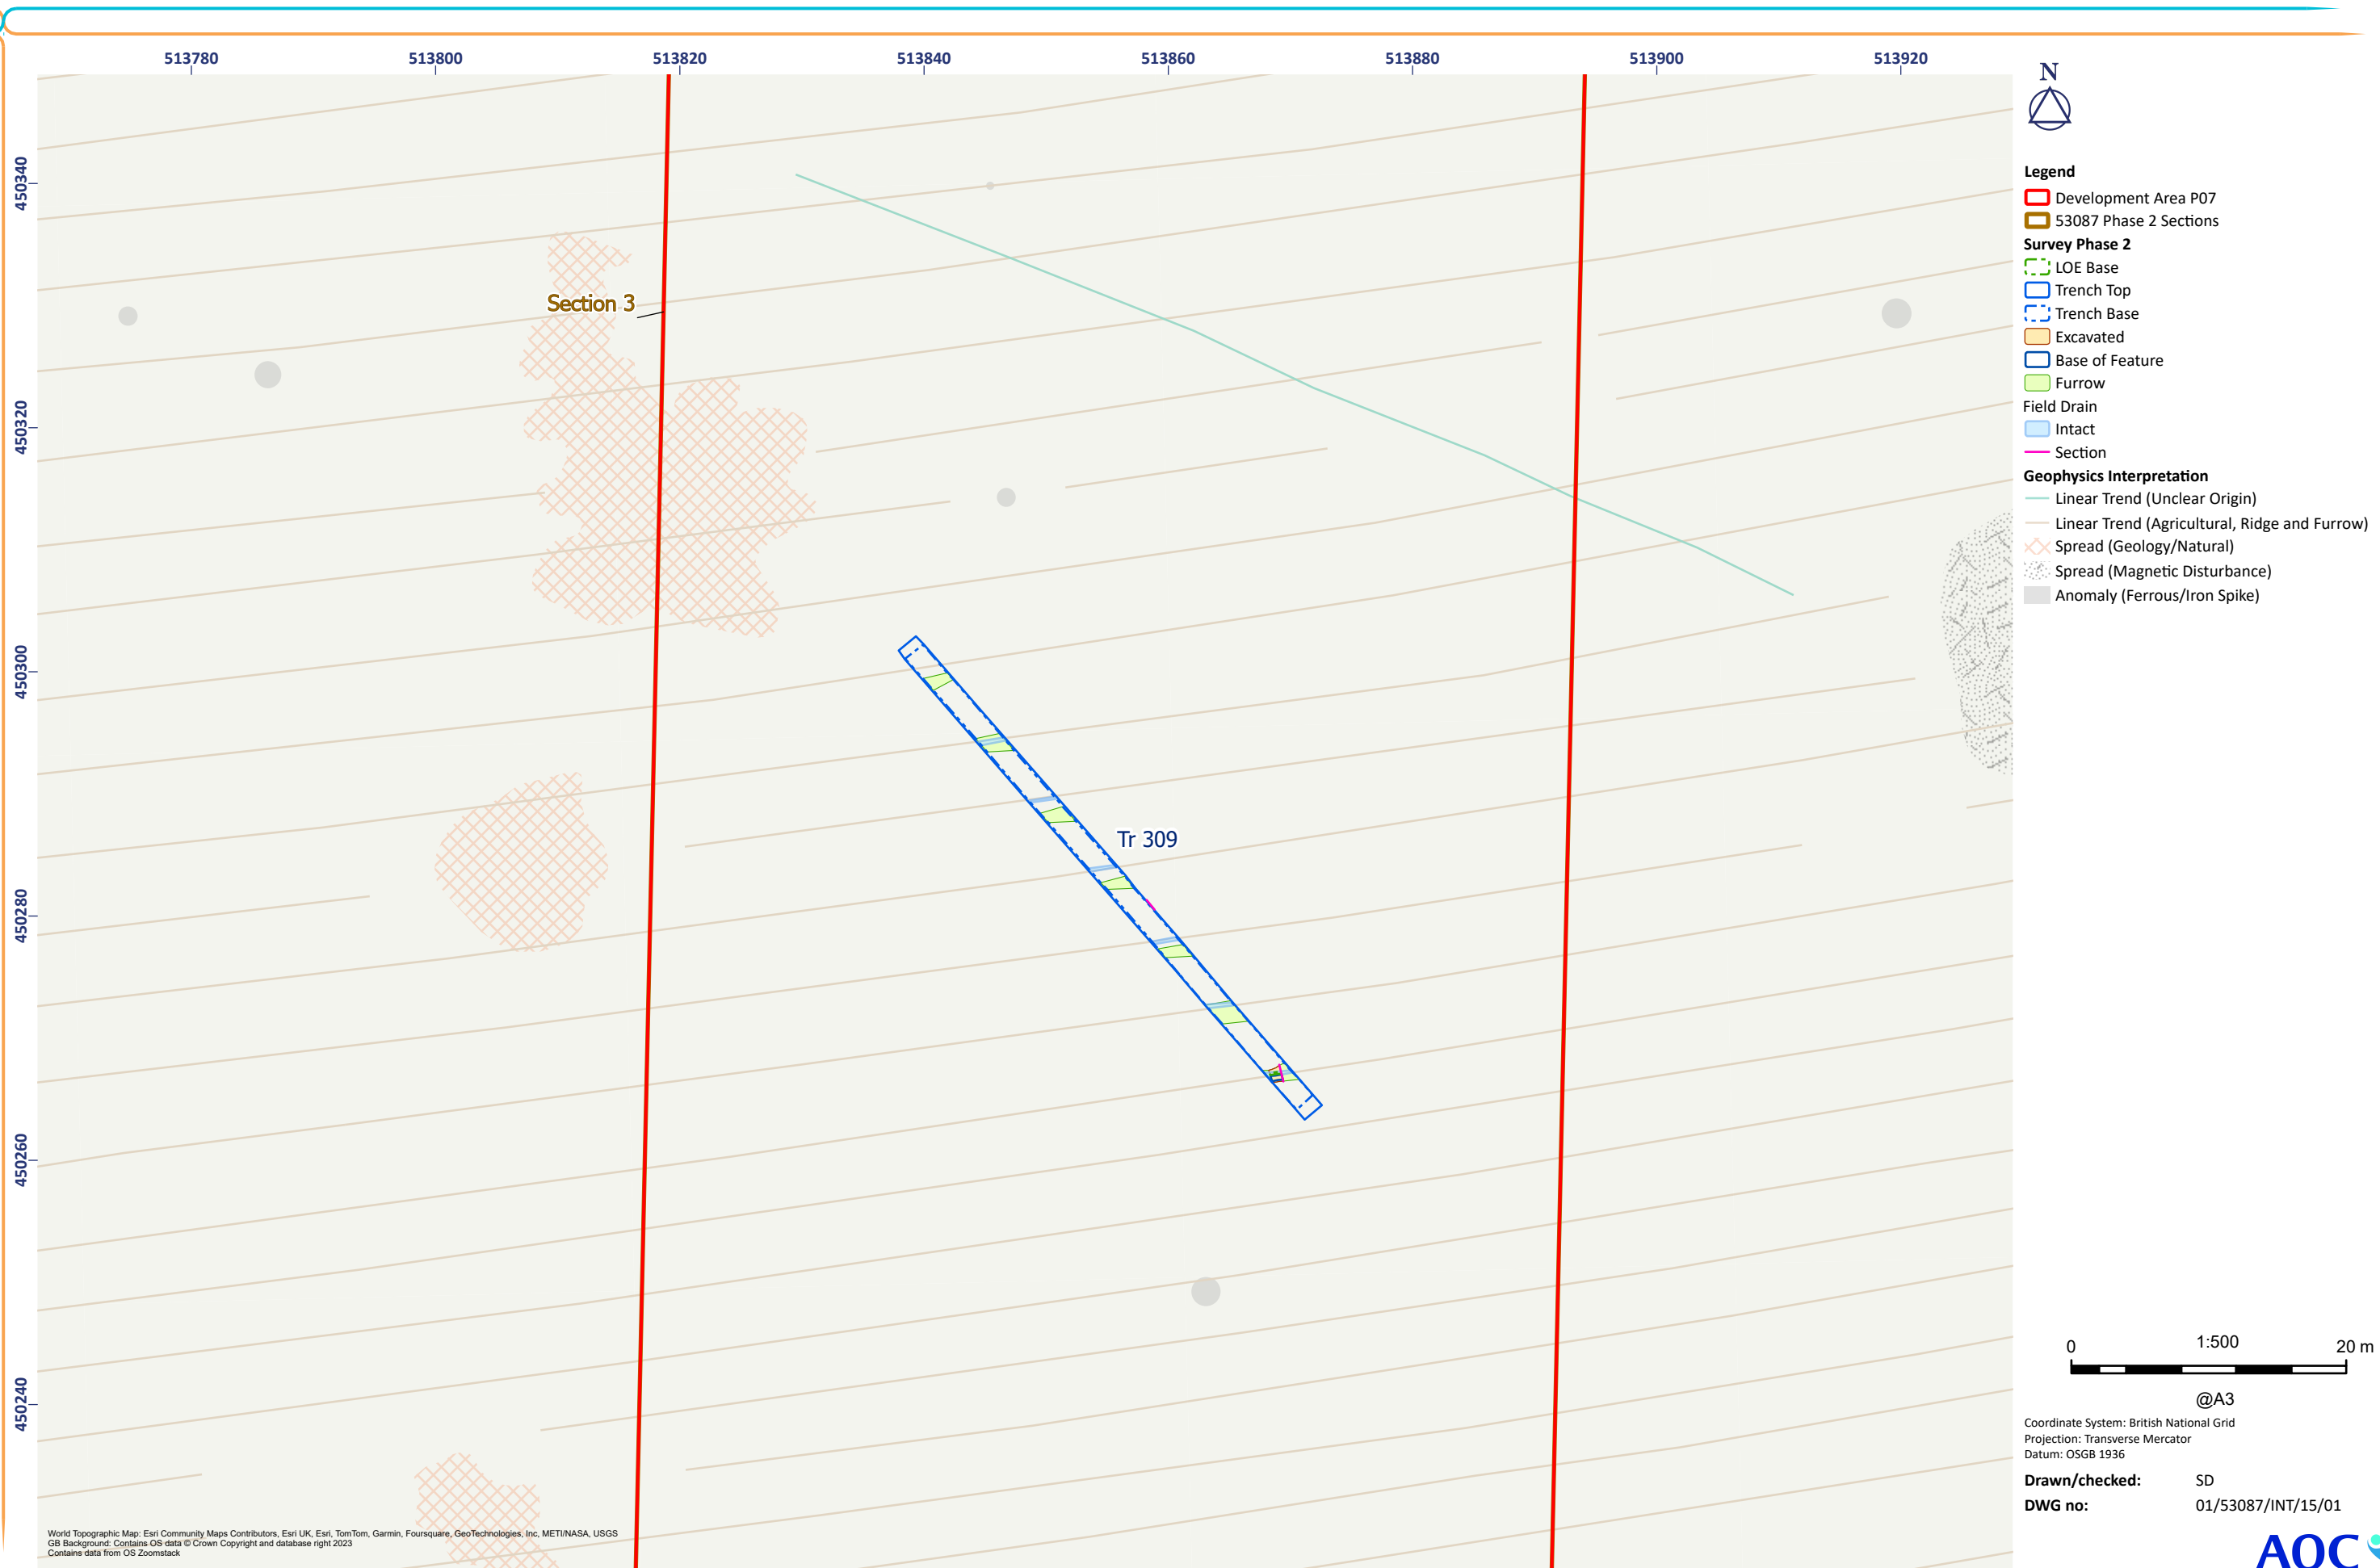 513780 513800 513820 513840 513860 513880 513900 513920
450340
450320
450300
450280
450260
450240
Section 3
Tr 309
N
Legend
Development Area P07
53087 Phase 2 Sections
Survey Phase 2
LOE Base
Trench Top
Trench Base
Excavated
Base of Feature
Furrow
Field Drain
Intact
Section
Geophysics Interpretation
Linear Trend (Unclear Origin)
Linear Trend (Agricultural, Ridge and Furrow)
Spread (Geology/Natural)
Spread (Magnetic Disturbance)
Anomaly (Ferrous/Iron Spike)
0 1:500 20 m
@A3
Coordinate System: British National Grid
Projection: Transverse Mercator
Datum: OSGB 1936
Drawn/checked: SD
DWG no: 01/53087/INT/15/01
AOC
World Topographic Map: Esri Community Maps Contributors, Esri UK, Esri, TomTom, Garmin, Foursquare, GeoTechnologies, Inc, METI/NASA, USGS
GB Background: Contains OS data © Crown Copyright and database right 2023
Contains data from OS Zoomstack